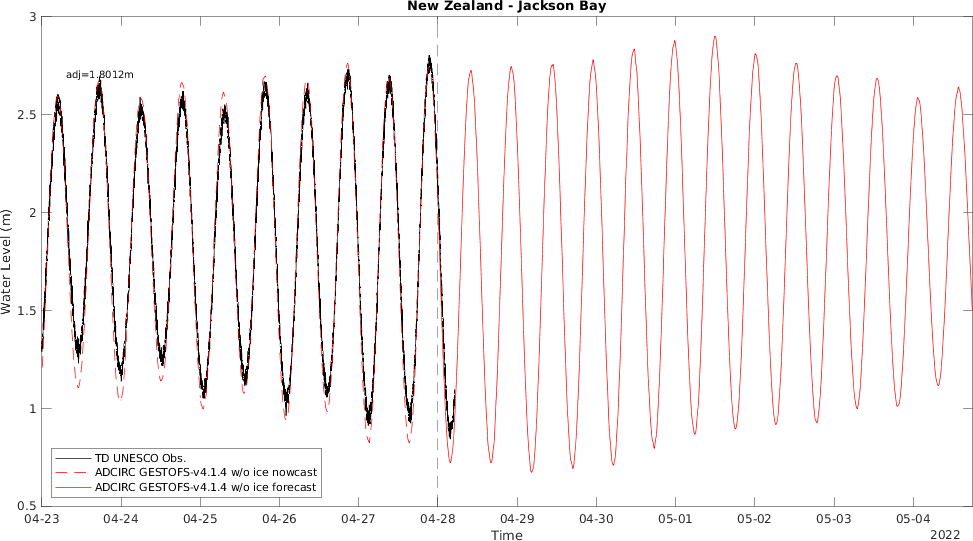 New Zealand - Jackson Bay
3
adj=1.8012m
2.5
2
Water Level (m)
1.5
1
TD UNESCO Obs.
ADCIRC GESTOFS-v4.1.4 w/o ice nowcast
ADCIRC GESTOFS-v4.1.4 w/o ice forecast
0.5
04-23 04-24 04-25 04-26 04-27 04-28 04-29 04-30 05-01 05-02 05-03 05-04
Time
2022